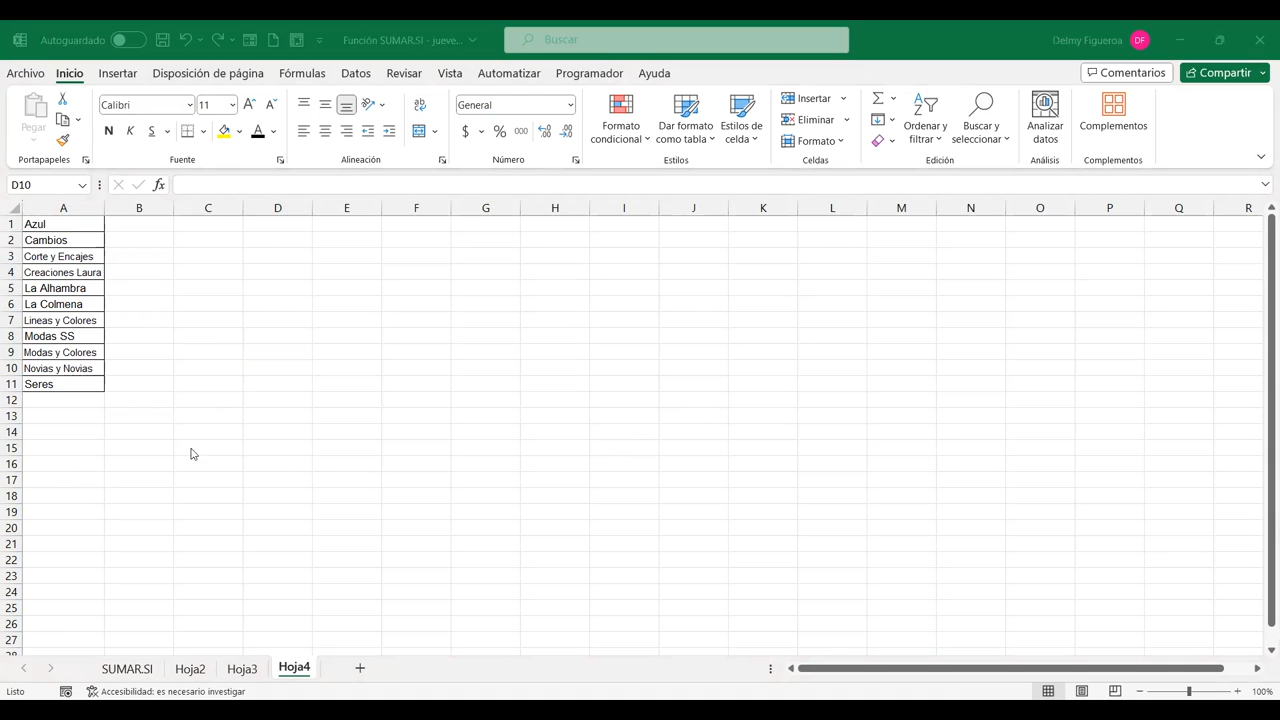 Autoguardado
Función SUMAR.SI - jueve...
Buscar
Delmy Figueroa
DF
Archivo Inicio Insertar Disposición de página Fórmulas Datos Revisar Vista Automatizar Programador Ayuda
Comentarios
Compartir
Pegar
Calibri
11
General
Formato condicional
Dar formato como tabla
Estilos de celda
Insertar
Eliminar
Formato
Ordenar y filtrar
Buscar y seleccionar
Analizar datos
Complementos
N K S
$ % 000
Portapapeles Fuente Alineación Número Estilos Celdas Edición Análisis Complementos
D10
fx
A B C D E F G H I J K L M N O P Q R
1 Azul
2 Cambios
3 Corte y Encajes
4 Creaciones Laura
5 La Alhambra
6 La Colmena
7 Lineas y Colores
8 Modas SS
9 Modas y Colores
10 Novias y Novias
11 Seres
12
13
14
15
16
17
18
19
20
21
22
23
24
25
26
27
28
SUMAR.SI Hoja2 Hoja3 Hoja4
Listo
Accesibilidad: es necesario investigar
100%